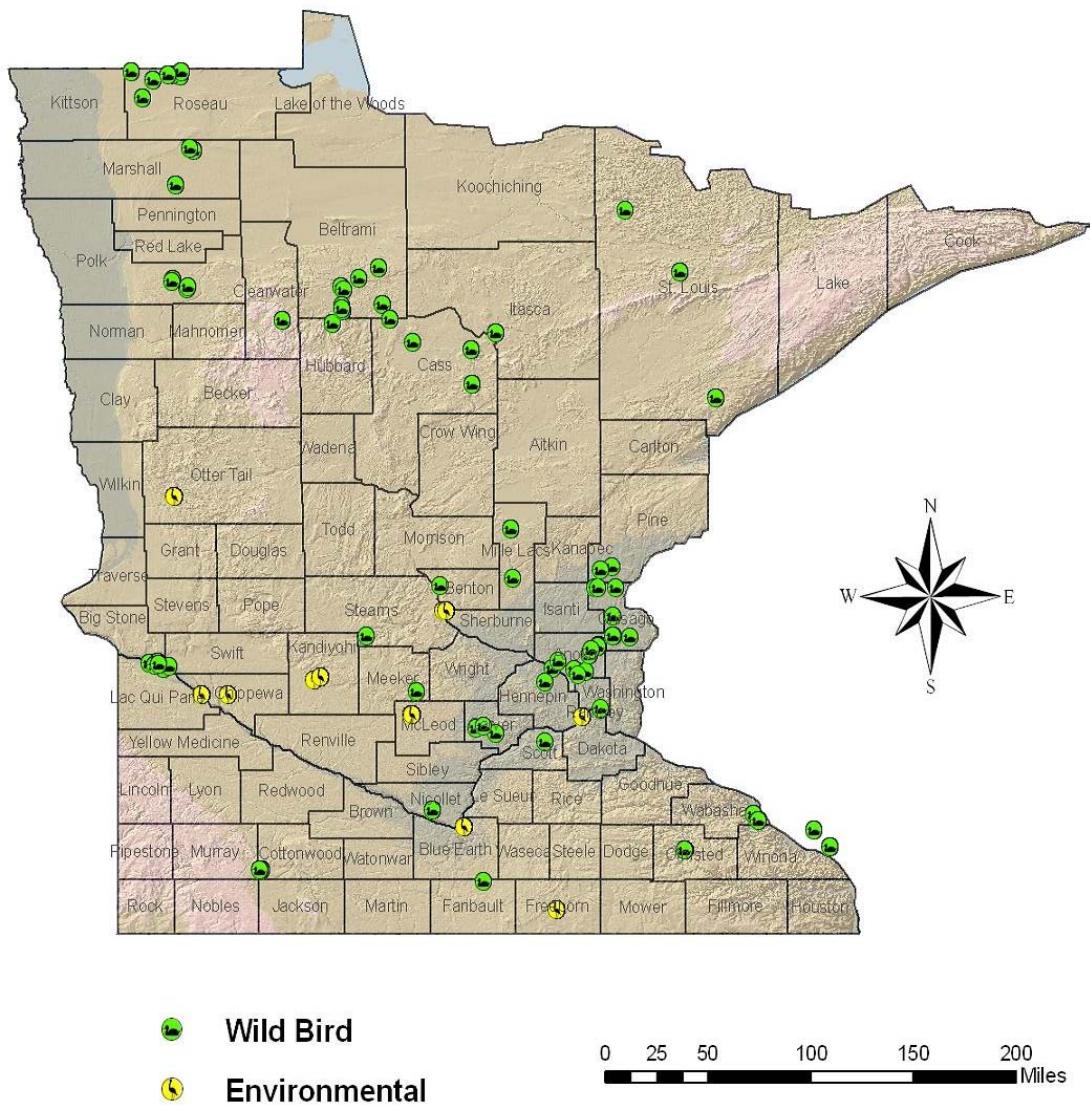 Kittson
Roseau
Lake of the Woods
Marshall
Koochiching
Pennington
Beltrami
Red Lake
Polk
Cook
Clearwater
St. Louis
Lake
Itasca
Norman
Mahnomen
Hubbard
Cass
Becker
Clay
Crow Wing
Aitkin
Carlton
Wadena
Otter Tail
Wilkin
Pine
Todd
Morrison
Mille Lacs
Kanabec
Grant
Douglas
Traverse
Benton
Stevens
Pope
Stearns
Isanti
Big Stone
Sherburne
Chisago
Swift
Kandiyohi
Anoka
Wright
Meeker
Lac Qui Parle
Chippewa
Hennepin
Washington
Ramsey
McLeod
Carver
Renville
Yellow Medicine
Scott
Dakota
Sibley
Lincoln
Lyon
Redwood
Nicollet
Le Sueur
Rice
Goodhue
Brown
Wabasha
Pipestone
Murray
Cottonwood
Watonwan
Blue Earth
Waseca
Steele
Dodge
Olmsted
Winona
Rock
Nobles
Jackson
Martin
Faribault
Freeborn
Mower
Fillmore
Houston
N
W
E
S
Wild Bird
Environmental
0 25 50 100 150 200
Miles